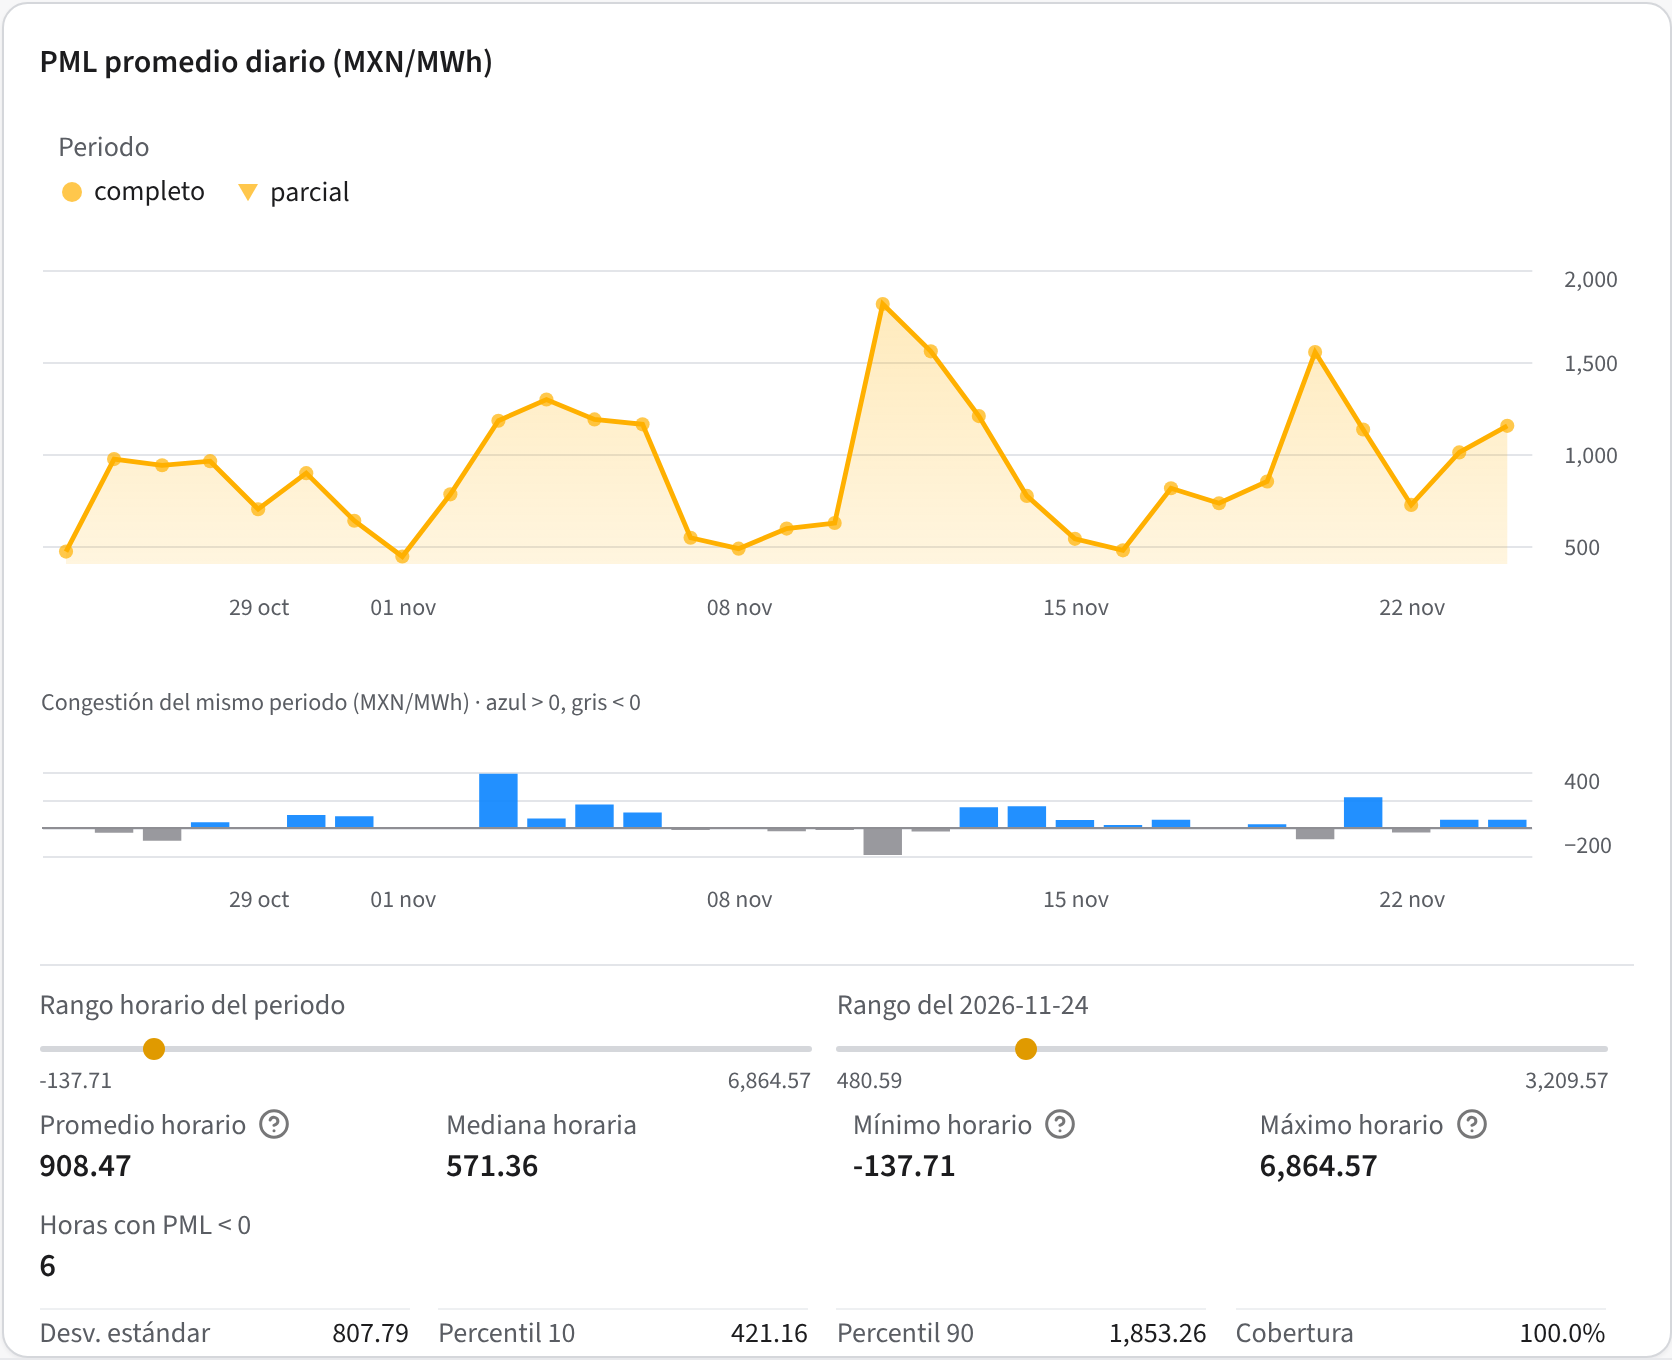 PML promedio diario (MXN/MWh)
Periodo
completo parcial
2,000
1,500
1,000
500
29 oct 01 nov 08 nov 15 nov 22 nov
Congestión del mismo periodo (MXN/MWh) · azul > 0, gris < 0
400
−200
29 oct 01 nov 08 nov 15 nov 22 nov
Rango horario del periodo Rango del 2026-11-24
-137.71 6,864.57 480.59 3,209.57
Promedio horario ? Mediana horaria Mínimo horario ? Máximo horario ?
908.47 571.36 -137.71 6,864.57
Horas con PML < 0
6
Desv. estándar 807.79 Percentil 10 421.16 Percentil 90 1,853.26 Cobertura 100.0%